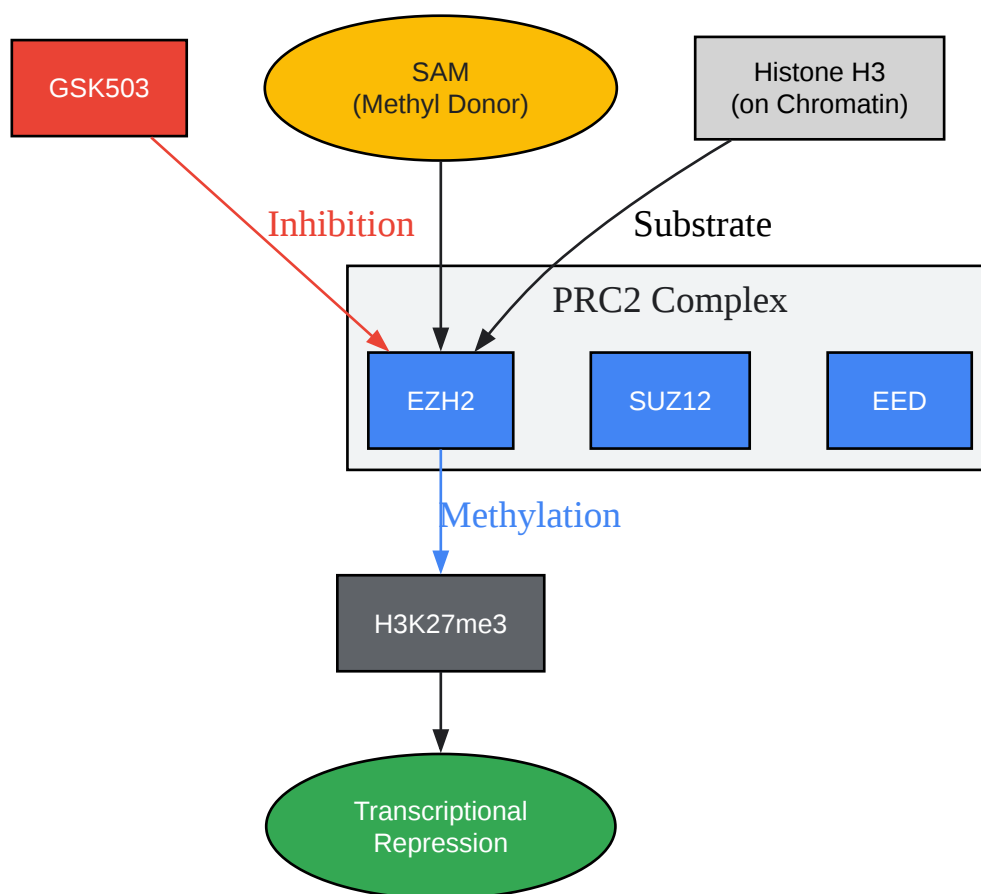 GSK503
SAM
(Methyl Donor)
Histone H3
(on Chromatin)
Inhibition
Substrate
PRC2 Complex
EZH2
SUZ12
EED
Methylation
H3K27me3
Transcriptional
Repression